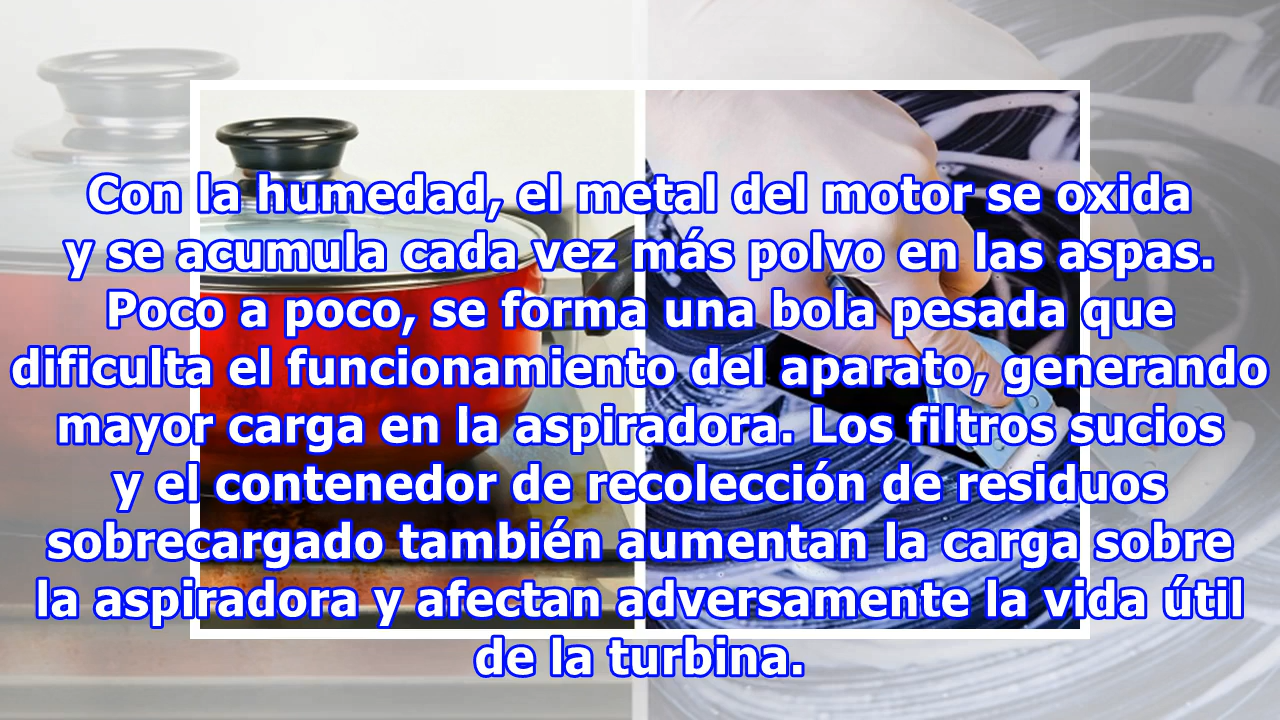 Con la humedad, el metal del motor se oxida
y se acumula cada vez más polvo en las aspas.
Poco a poco, se forma una bola pesada que
dificulta el funcionamiento del aparato, generando
mayor carga en la aspiradora. Los filtros sucios
y el contenedor de recolección de residuos
sobrecargado también aumentan la carga sobre
la aspiradora y afectan adversamente la vida útil
de la turbina.